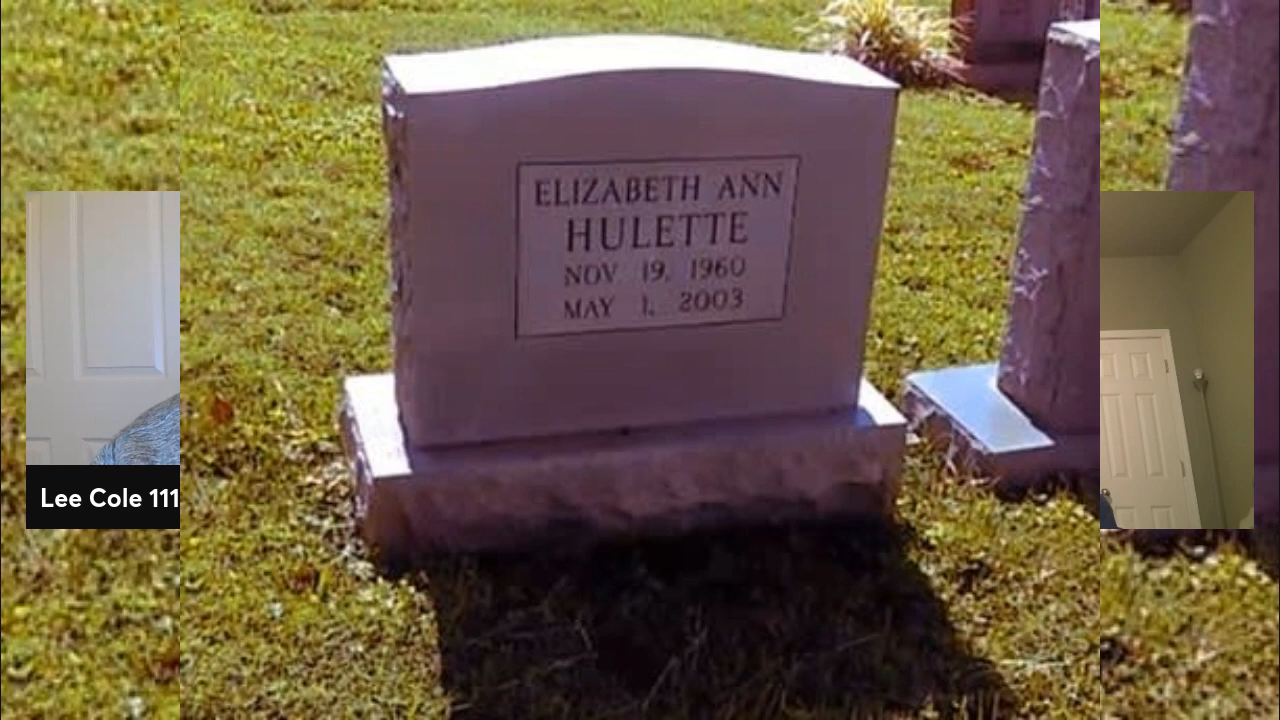 ELIZABETH ANN
HULETTE
NOV 19, 1960
MAY 1, 2003
Lee Cole 111